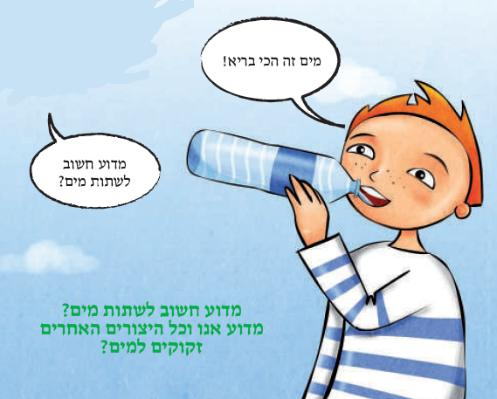 מים זה הכי בריא!
מדוע חשוב
לשתות מים?
מדוע חשוב לשתות מים?
מדוע אנו וכל היצורים האחרים
זקוקים למים?